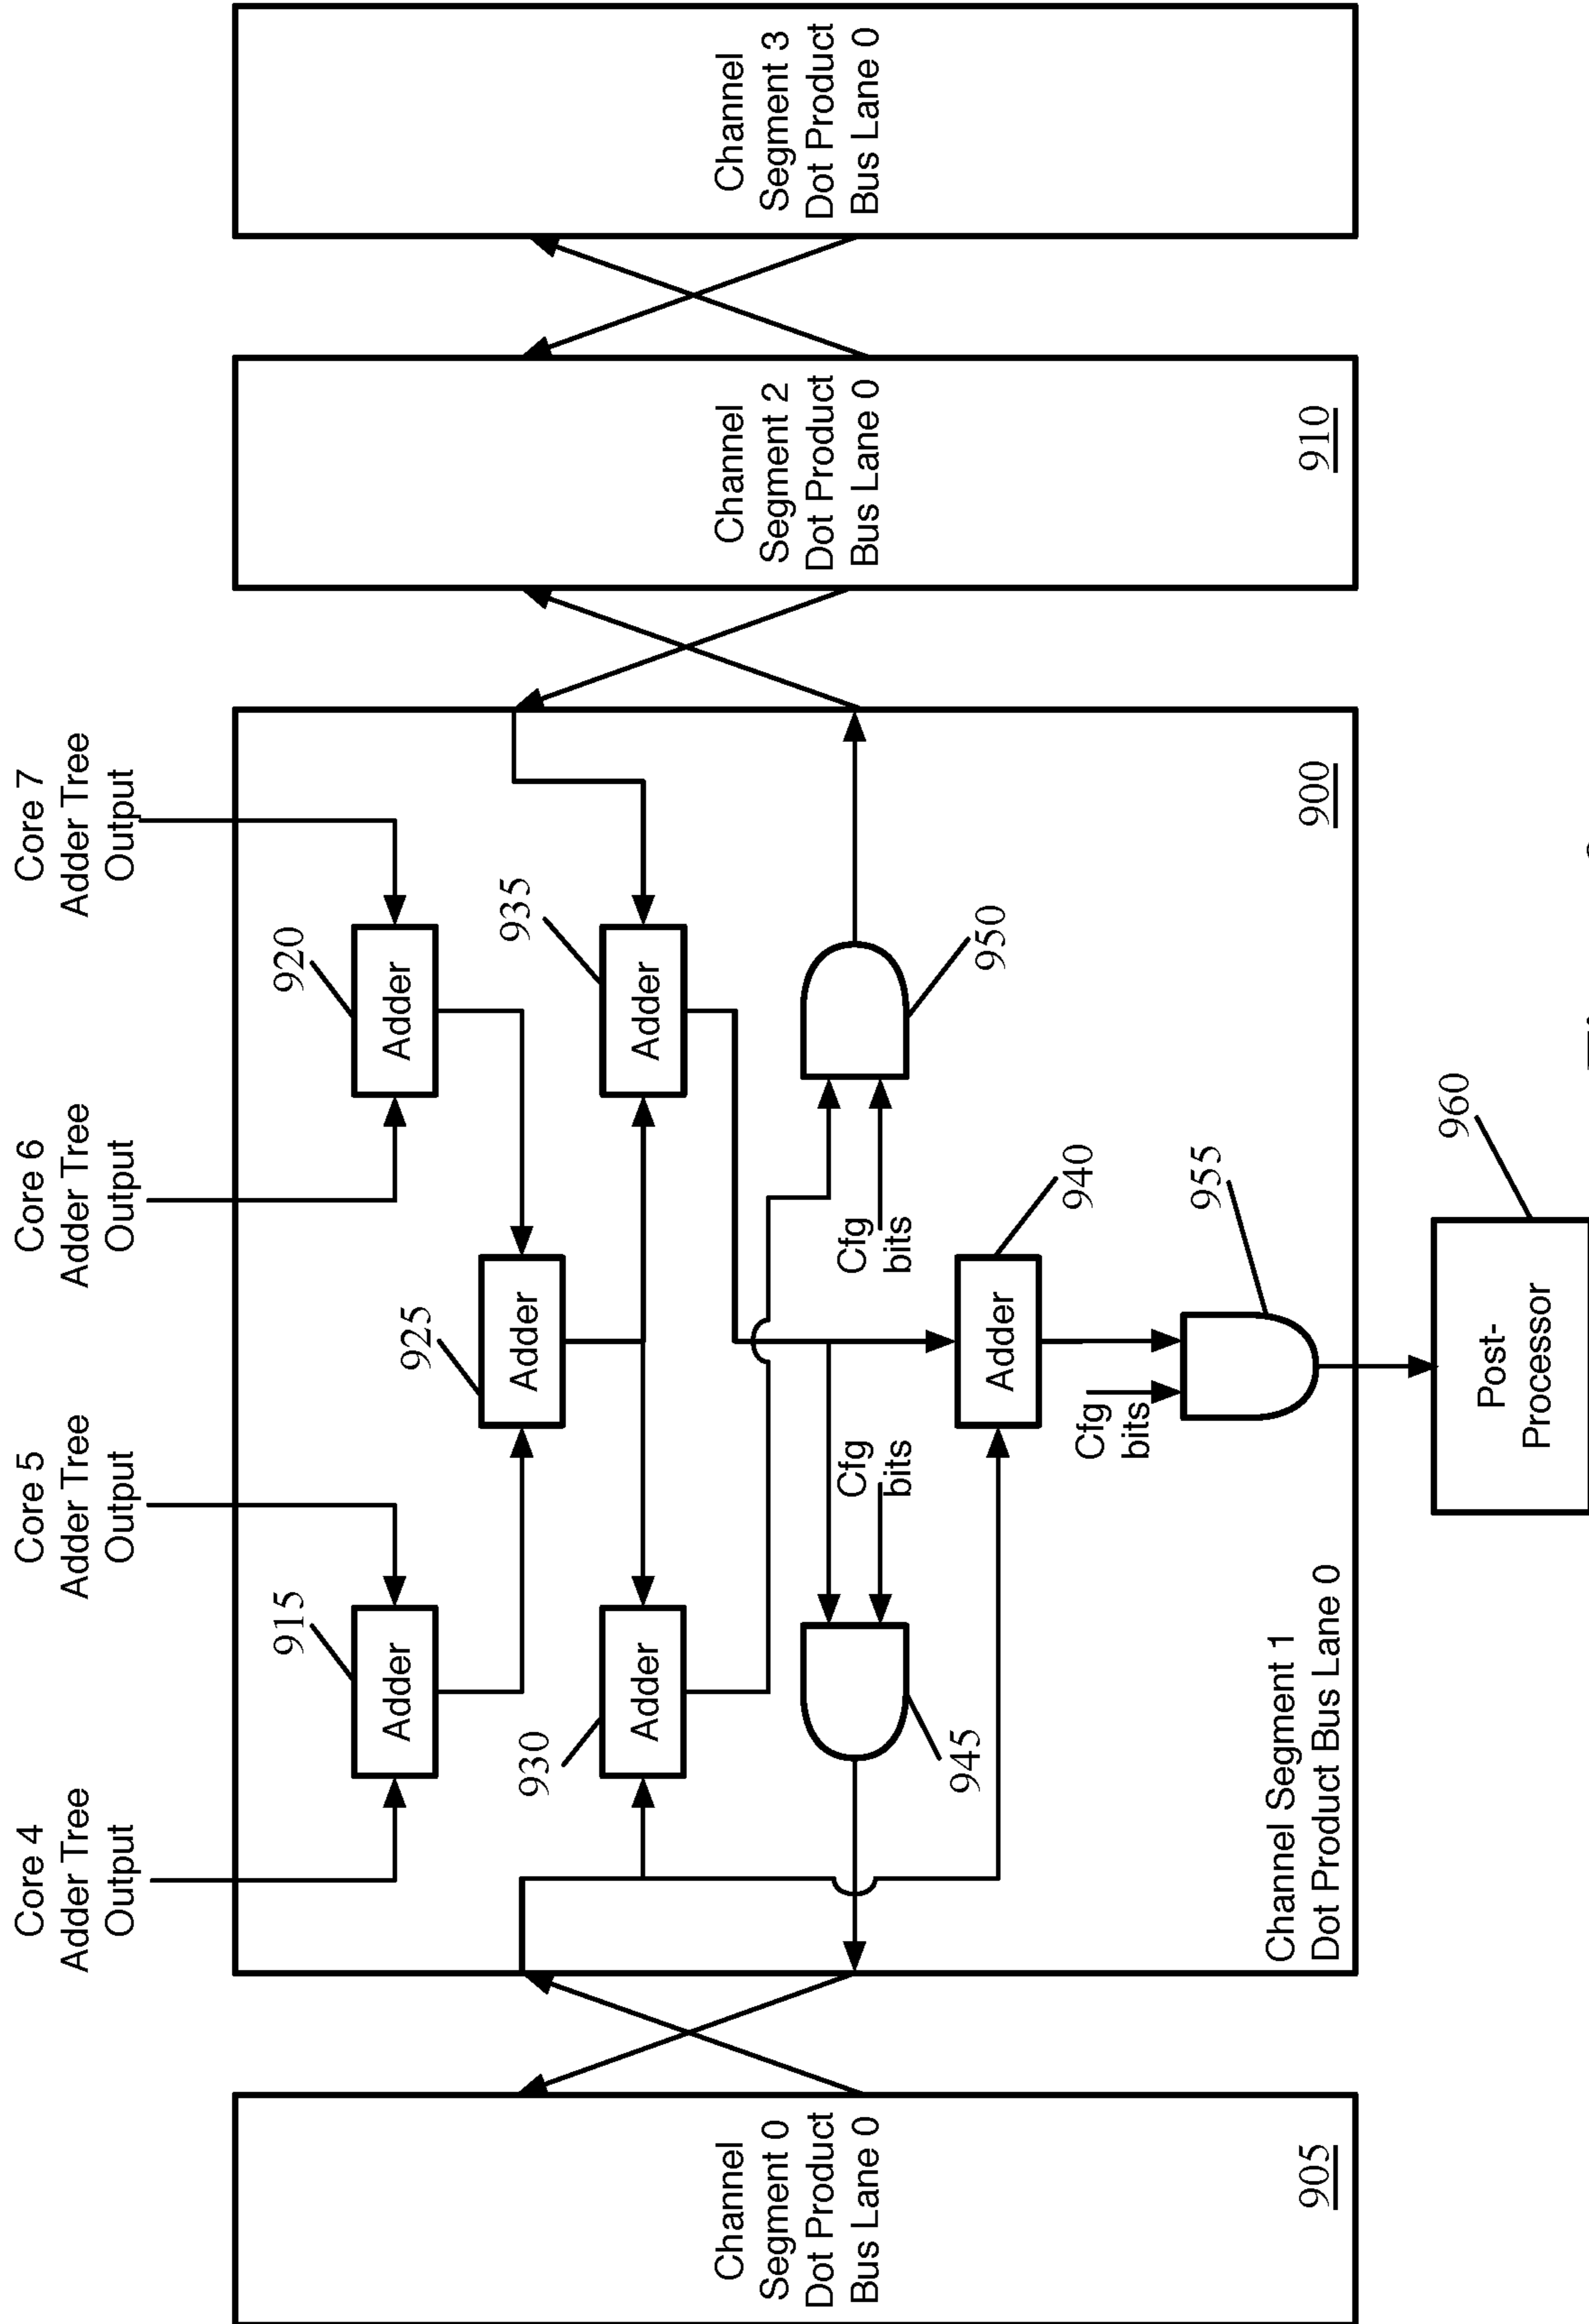 Core 4
Adder Tree
Output
Core 5
Adder Tree
Output
Core 6
Adder Tree
Output
Core 7
Adder Tree
Output
915
Adder
920
Adder
925
Adder
930
Adder
935
Adder
Channel
Segment 0
Dot Product
Bus Lane 0
905
945
Cfg
bits
Cfg
bits
950
940
Adder
Cfg
bits
955
Channel Segment 1
Dot Product Bus Lane 0
900
Channel
Segment 2
Dot Product
Bus Lane 0
910
Channel
Segment 3
Dot Product
Bus Lane 0
Post-
Processor
960